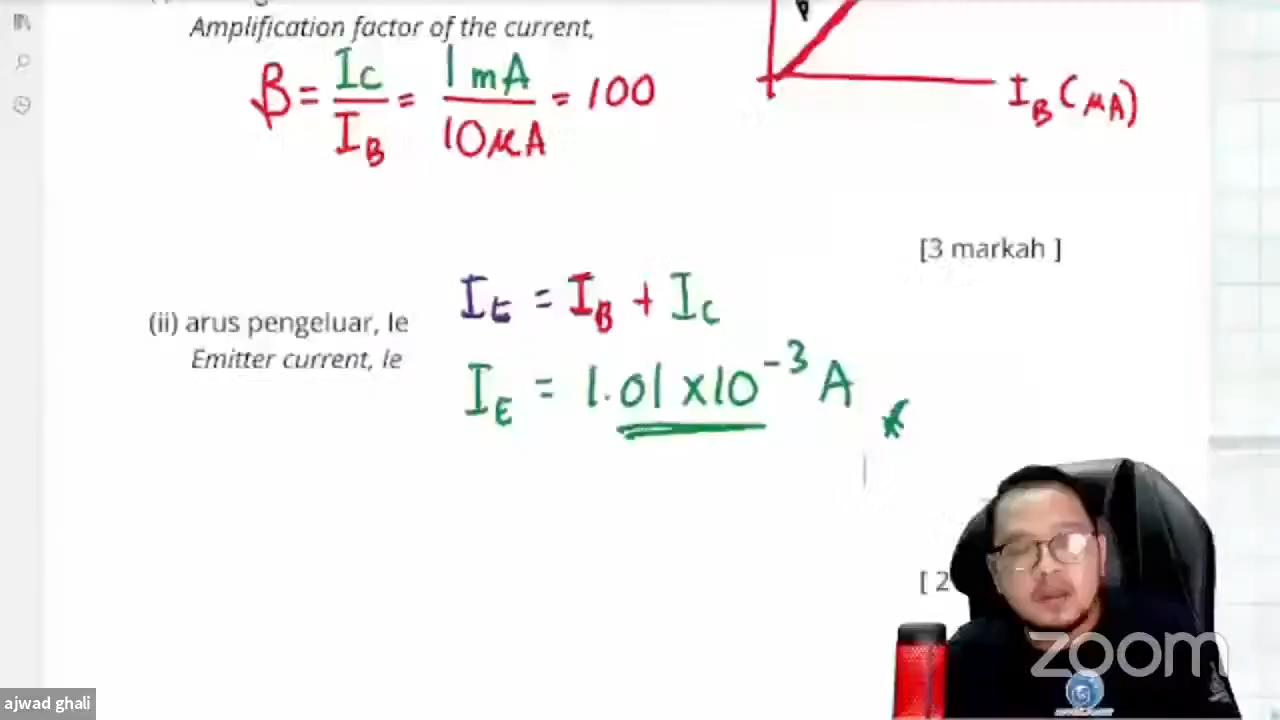 Amplification factor of the current,
β = IC / IB = 1 mA / 10 μA = 100
IB (μA)
[3 markah ]
IE = IB + IC
(ii) arus pengeluar, Ie
Emitter current, Ie
IE = 1.01 x10⁻³ A
[ 2
zoom
ajwad ghali